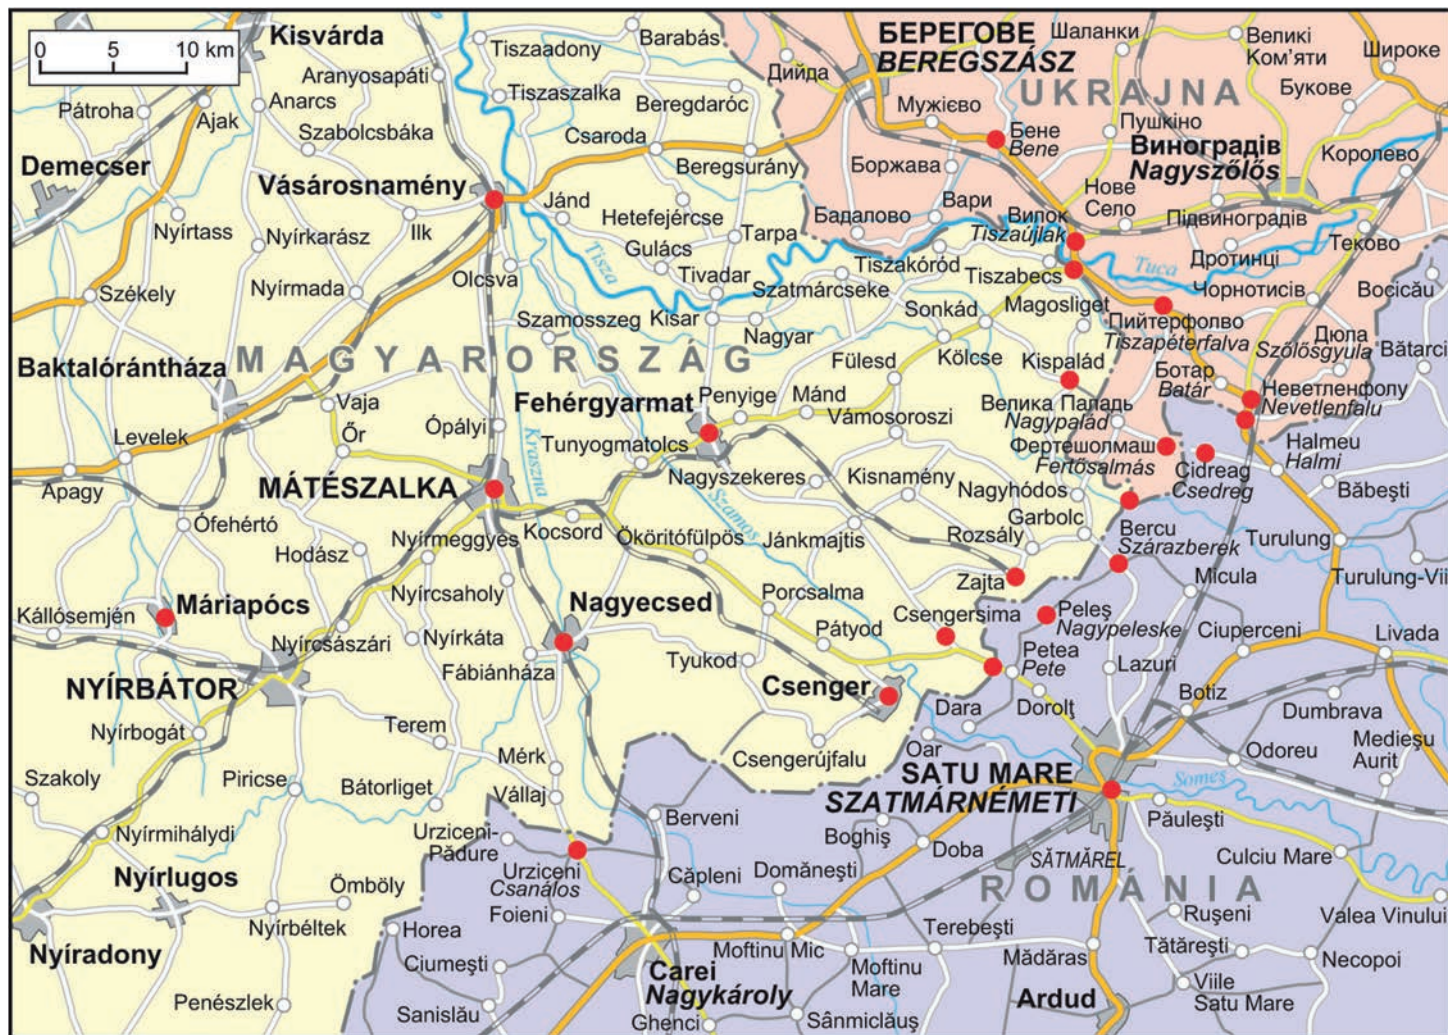 0 5 10 km
Kisvárda
Tiszaadony
Barabás
БЕРЕГОВЕ
BEREGSZÁSZ
Шаланки
Великі
Ком’яти
Широке
Aranyosapáti
Дийда
UKRAJNA
Букове
Pátroha
Ajak
Anarcs
Tiszaszalka
Beregdaróc
Мужієво
Бене
Bene
Пушкіно
Szabolcsbáka
Csaroda
Beregsurány
Боржава
Виноградів
Nagyszőlős
Королево
Demecser
Vásárosnamény
Jánd
Hetefejércse
Вари
Нове
Село
Nyírtass
Ilk
Бадалово
Вилок
Tiszaújlak
Підвиноградів
Nyírkarász
Gulács
Tarpa
Теково
Дротинці
Tisza
Olcsva
Tivadar
Tiszakóród
Tiszabecs
Székely
Nyírmada
Szatmárcseke
Magosliget
Чорнотисів
Bocicău
Szamosszeg
Kisar
Nagyar
Sonkád
Пийтерфолво
Tiszapéterfalva
Дюла
Szőlősgyula
MAGYARORSZÁG
Kölcse
Bătarci
Baktalórántháza
Fülesd
Kispalád
Ботар
Batár
Неветленфолу
Nevetlenfalu
Vaja
Fehérgyarmat
Penyige
Mánd
Vámosoroszi
Велика Паладь
Nagypalád
Levelek
Őr
Ópályi
Kraszna
Tunyogmatolcs
Фертешолмаш
Fertősalmás
Halmeu
Halmi
Apagy
MÁTÉSZALKA
Nagyszekeres
Kisnamény
Nagyhódos
Cidreag
Csedreg
Băbeşti
Szamos
Garbolc
Ófehértó
Kocsord
Ököritófülpös
Jánkmajtis
Rozsály
Bercu
Szárazberek
Turulung
Hodász
Nyírmeggyes
Zajta
Micula
Turulung-Vii
Kállósemjén
Máriapócs
Nyírcsaholy
Nagyecsed
Porcsalma
Csengersima
Peleş
Nagypeleske
Nyírcsászári
Nyírkáta
Pátyod
Petea
Pete
Ciuperceni
Livada
Fábiánháza
Tyukod
Lazuri
NYÍRBÁTOR
Csenger
Dorolţ
Botiz
Dumbrava
Nyírbogát
Terem
Dara
Csengerújfalu
Oar
Odoreu
Medieşu
Aurit
Szakoly
Piricse
Bátorliget
Mérk
Vállaj
SATU MARE
SZATMÁRNÉMETI
Someş
Nyírmihálydi
Urziceni-
Pădure
Berveni
Boghiş
Doba
Păuleşti
Culciu Mare
SĂTMĂREL
Nyírlugos
Ömböly
Urziceni
Csanálos
Căpleni
Domăneşti
ROMÁNIA
Foieni
Ruşeni
Valea Vinului
Nyíradony
Nyírbéltek
Horea
Moftinu Mic
Terebeşti
Mădăras
Tătăreşti
Necopoi
Ciumeşti
Carei
Nagykároly
Moftinu
Mare
Penészlek
Sanislău
Ghenci
Sânmiclăuş
Ardud
Viile
Satu Mare